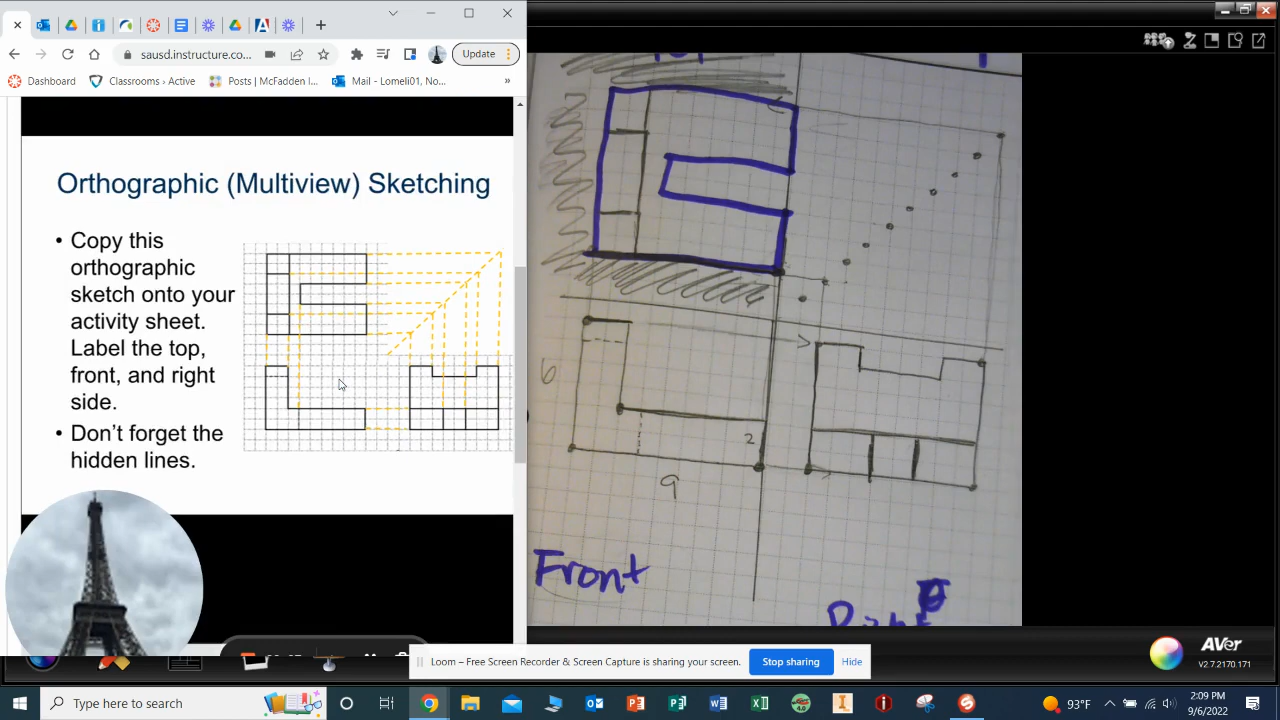 Update
sausd.instructure.co...
Dashboard
Classrooms › Active
Posts | McFadden I...
Mail - Lomeli01, No...
»
Orthographic (Multiview) Sketching
• Copy this
orthographic
sketch onto your
activity sheet.
Label the top,
front, and right
side.
• Don’t forget the
hidden lines.
6
2
9
Front
Loom – Free Screen Recorder & Screen Capture is sharing your screen.
Stop sharing
Hide
AVer
V2.7.2170.171
Type here to search
93°F
2:09 PM
9/6/2022